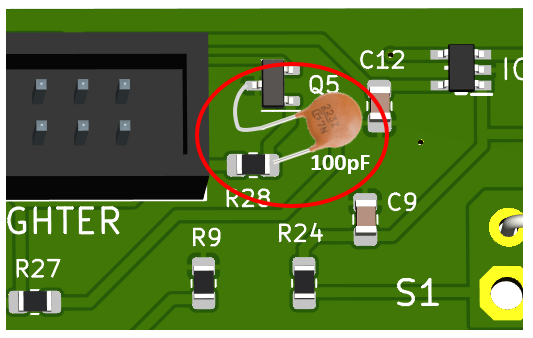 C12
Q5
IC
100pF
R28
C9
GHTER
R9
R24
R27
S1